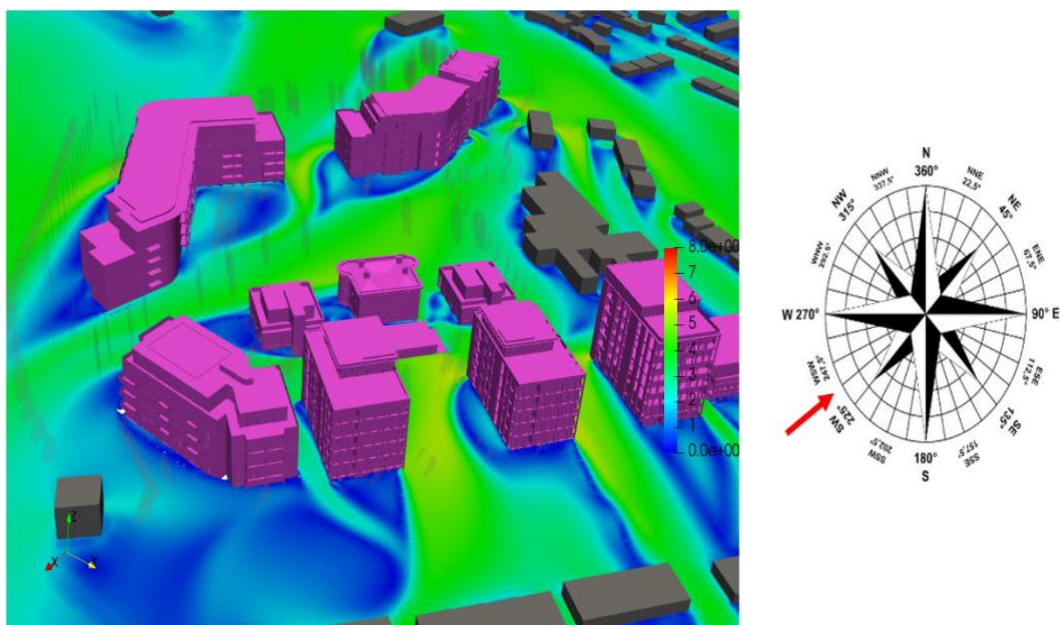 8.0e+00
7
6
5
4
3
2
1
0.0e+00
Z
X
Y
N
360°
NNE
22.5°
NE
45°
ENE
67.5°
90° E
ESE
112.5°
SE
135°
SSE
157.5°
180°
S
SSW
202.5°
SW
225°
WSW
247.5°
W 270°
WNW
292.5°
NW
315°
NNW
337.5°